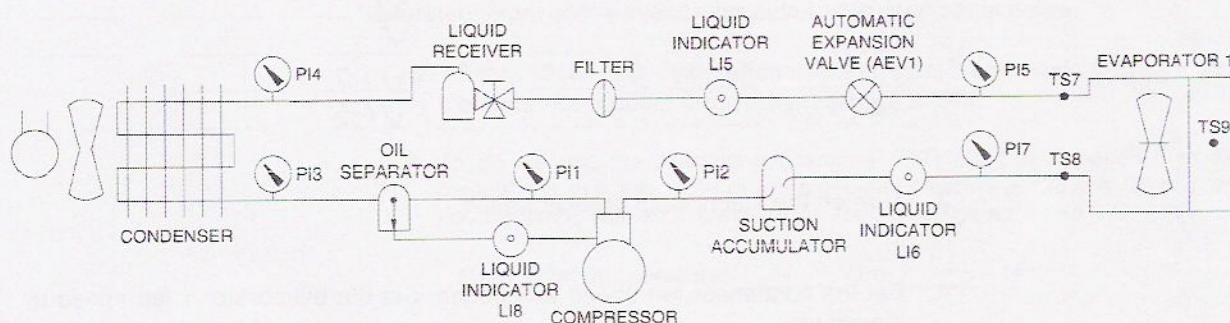 LIQUID
RECEIVER
FILTER
LIQUID
INDICATOR
LI5
AUTOMATIC
EXPANSION
VALVE (AEV1)
PI4
PI5
TS7
EVAPORATOR 1
TS9
PI3
OIL
SEPARATOR
PI1
PI2
PI7
TS8
CONDENSER
LIQUID
INDICATOR
LI8
COMPRESSOR
SUCTION
ACCUMULATOR
LIQUID
INDICATOR
LI6